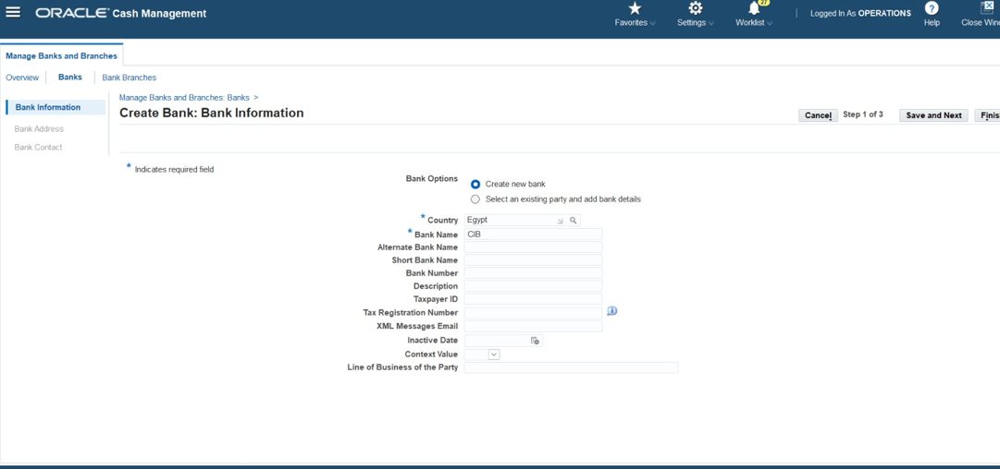 ORACLE Cash Management
27
Favorites
Settings
Worklist
Logged In As OPERATIONS
Help
Close Win
Manage Banks and Branches
Overview
Banks
Bank Branches
Bank Information
Bank Address
Bank Contact
Manage Banks and Branches: Banks >
Create Bank: Bank Information
Cancel
Step 1 of 3
Save and Next
Finis
* Indicates required field
Bank Options
Create new bank
Select an existing party and add bank details
* Country Egypt
* Bank Name CIB
Alternate Bank Name
Short Bank Name
Bank Number
Description
Taxpayer ID
Tax Registration Number
XML Messages Email
Inactive Date
Context Value
Line of Business of the Party